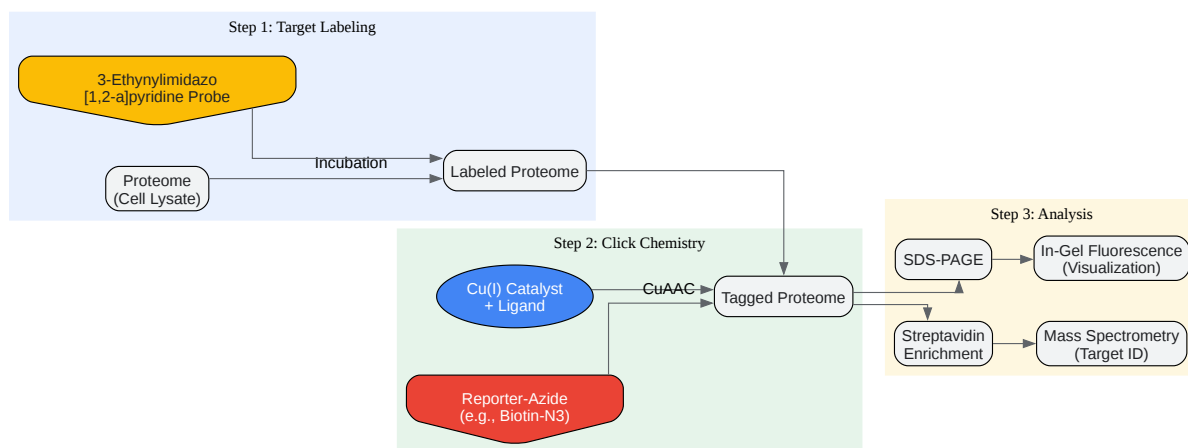 Step 1: Target Labeling
3-Ethynylimidazo
[1,2-a]pyridine Probe
Incubation
Proteome
(Cell Lysate)
Labeled Proteome
Step 2: Click Chemistry
Cu(I) Catalyst
+ Ligand
CuAAC
Tagged Proteome
Reporter-Azide
(e.g., Biotin-N3)
Step 3: Analysis
SDS-PAGE
In-Gel Fluorescence
(Visualization)
Streptavidin
Enrichment
Mass Spectrometry
(Target ID)